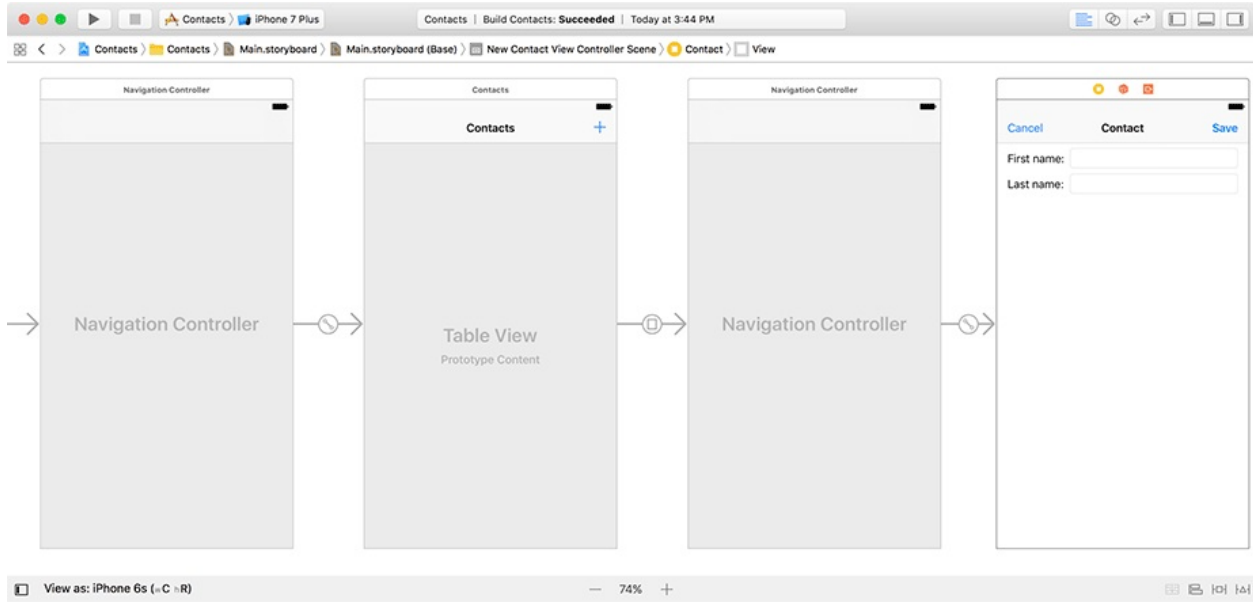 Contacts 〉 iPhone 7 Plus
Contacts | Build Contacts: Succeeded | Today at 3:44 PM
Contacts 〉 Contacts 〉 Main.storyboard 〉 Main.storyboard (Base) 〉 New Contact View Controller Scene 〉 Contact 〉 View
Navigation Controller
Contacts
Navigation Controller
Contacts
Cancel Contact Save
First name:
Last name:
Navigation Controller
Table View
Prototype Content
Navigation Controller
View as: iPhone 6s (wC hR)
74%